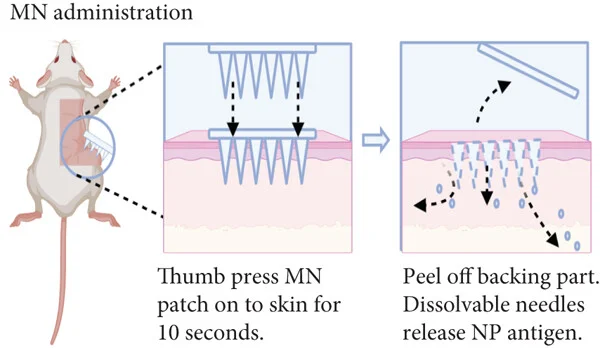 MN administration
Thumb press MN
patch on to skin for
10 seconds.
Peel off backing part.
Dissolvable needles
release NP antigen.